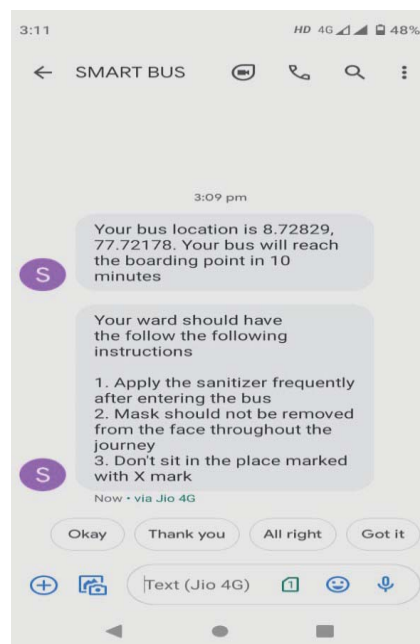 3:11 HD 4G 48%
SMART BUS
3:09 pm
Your bus location is 8.72829,
77.72178. Your bus will reach
the boarding point in 10
minutes
S
Your ward should have
the follow the following
instructions
1. Apply the sanitizer frequently
after entering the bus
2. Mask should not be removed
from the face throughout the
journey
3. Don't sit in the place marked
with X mark
S
Now • via Jio 4G
Okay Thank you All right Got it
Text (Jio 4G) 1